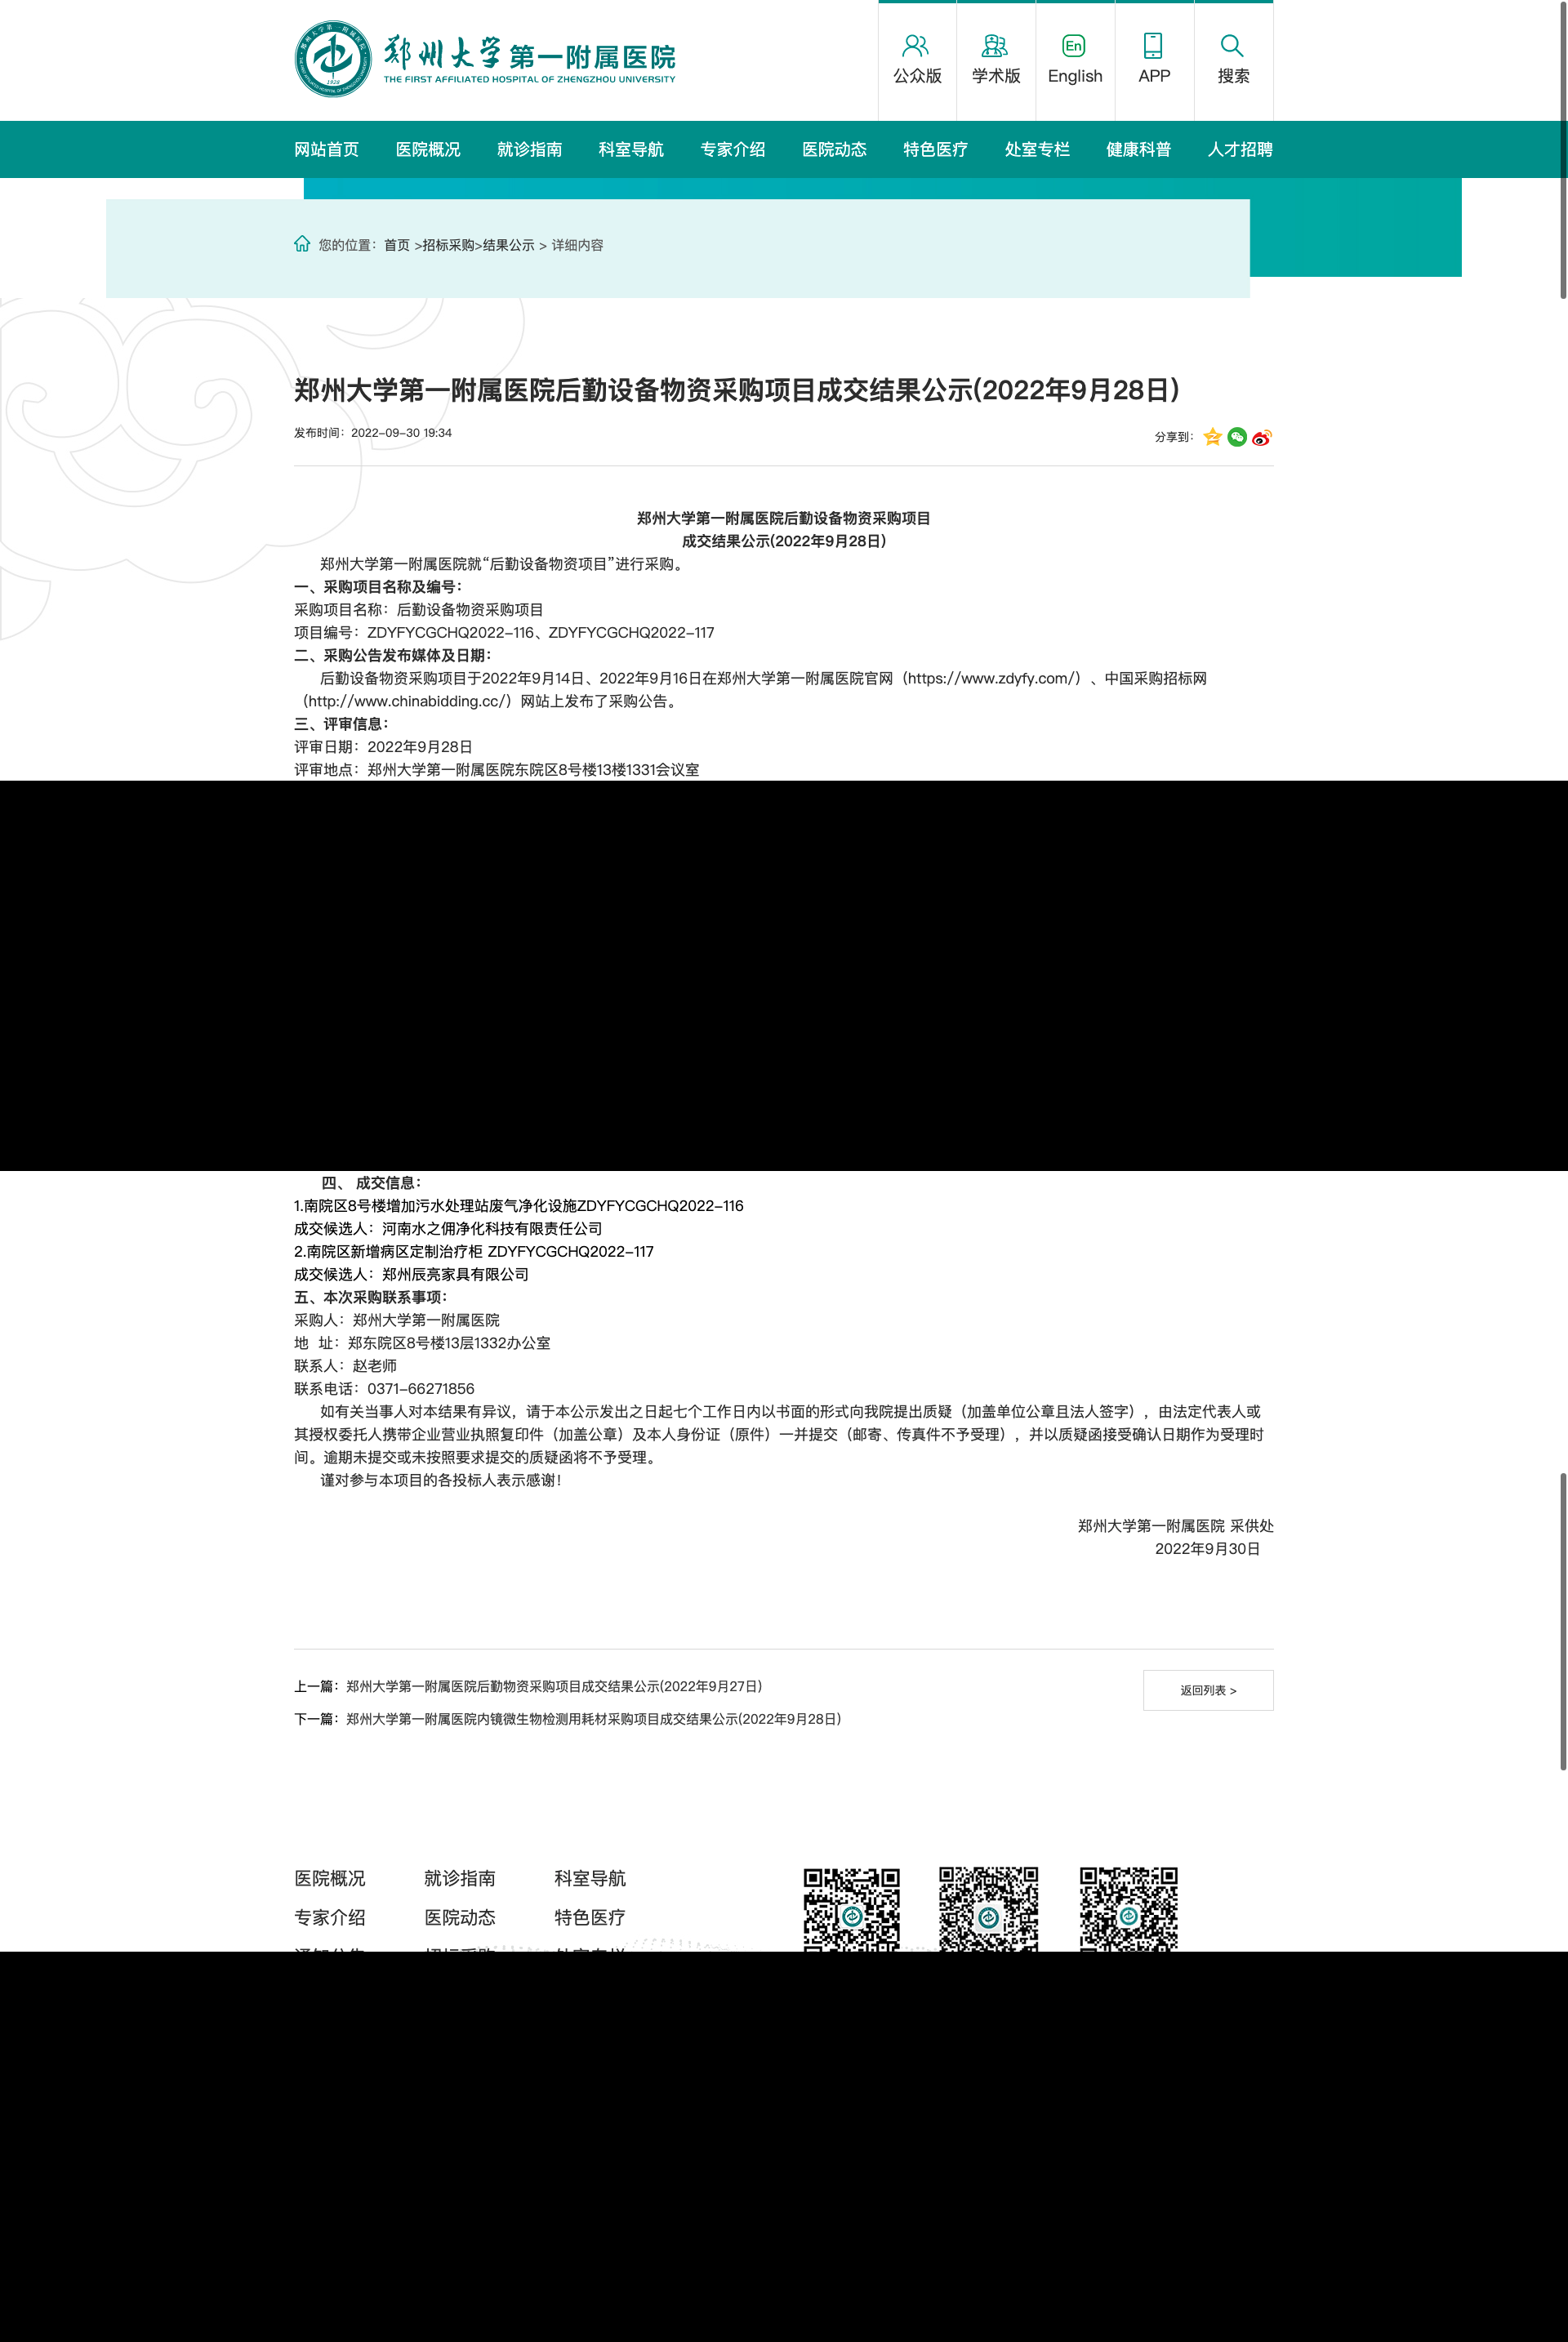 郑州大学第一附属医院
THE FIRST AFFILIATED HOSPITAL OF ZHENGZHOU UNIVERSITY
公众版
学术版
En
English
APP
搜索
网站首页 医院概况 就诊指南 科室导航 专家介绍 医院动态 特色医疗 处室专栏 健康科普 人才招聘
您的位置：首页 >招标采购>结果公示 > 详细内容
郑州大学第一附属医院后勤设备物资采购项目成交结果公示(2022年9月28日)
发布时间：2022-09-30 19:34
分享到：
郑州大学第一附属医院后勤设备物资采购项目
成交结果公示(2022年9月28日)
郑州大学第一附属医院就“后勤设备物资项目”进行采购。
一、采购项目名称及编号：
采购项目名称：后勤设备物资采购项目
项目编号：ZDYFYCGCHQ2022-116、ZDYFYCGCHQ2022-117
二、采购公告发布媒体及日期：
后勤设备物资采购项目于2022年9月14日、2022年9月16日在郑州大学第一附属医院官网（https://www.zdyfy.com/）、中国采购招标网
（http://www.chinabidding.cc/）网站上发布了采购公告。
三、评审信息：
评审日期：2022年9月28日
评审地点：郑州大学第一附属医院东院区8号楼13楼1331会议室
四、 成交信息：
1.南院区8号楼增加污水处理站废气净化设施ZDYFYCGCHQ2022-116
成交候选人：河南水之佣净化科技有限责任公司
2.南院区新增病区定制治疗柜 ZDYFYCGCHQ2022-117
成交候选人：郑州辰亮家具有限公司
五、本次采购联系事项：
采购人：郑州大学第一附属医院
地 址：郑东院区8号楼13层1332办公室
联系人：赵老师
联系电话：0371-66271856
如有关当事人对本结果有异议，请于本公示发出之日起七个工作日内以书面的形式向我院提出质疑（加盖单位公章且法人签字），由法定代表人或
其授权委托人携带企业营业执照复印件（加盖公章）及本人身份证（原件）一并提交（邮寄、传真件不予受理），并以质疑函接受确认日期作为受理时
间。逾期未提交或未按照要求提交的质疑函将不予受理。
谨对参与本项目的各投标人表示感谢！
郑州大学第一附属医院 采供处
2022年9月30日
上一篇：郑州大学第一附属医院后勤物资采购项目成交结果公示(2022年9月27日)
返回列表 >
下一篇：郑州大学第一附属医院内镜微生物检测用耗材采购项目成交结果公示(2022年9月28日)
医院概况 就诊指南 科室导航
专家介绍 医院动态 特色医疗